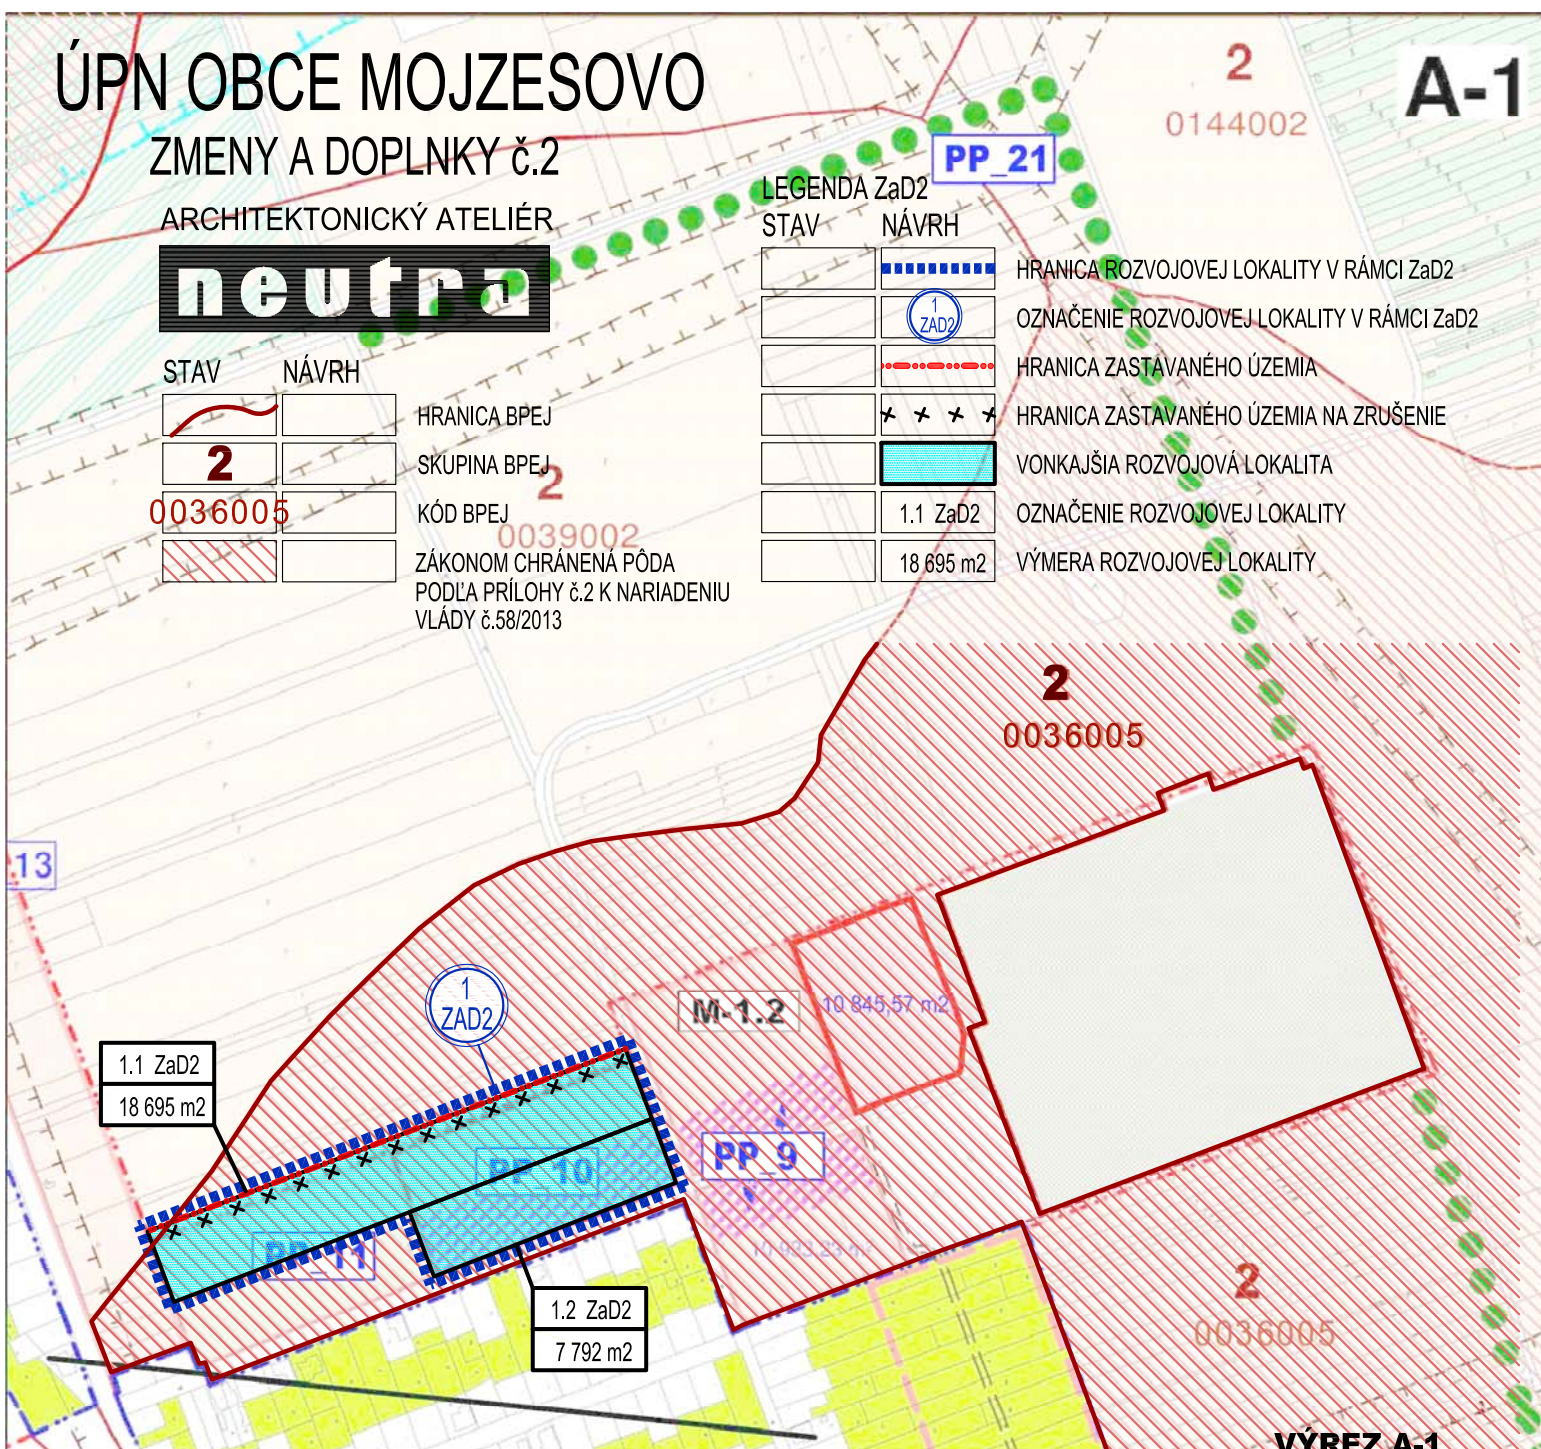 ÚPN OBCE MOJZESOVO
ZMENY A DOPLNKY č.2
ARCHITEKTONICKÝ ATELIÉR
neutra
STAV NÁVRH
HRANICA BPEJ
2 SKUPINA BPEJ
0036005 KÓD BPEJ
ZÁKONOM CHRÁNENÁ PÔDA
PODĽA PRÍLOHY č.2 K NARIADENIU
VLÁDY č.58/2013
2
0039002
A-1
2
0144002
PP_21
LEGENDA ZaD2
STAV NÁVRH
HRANICA ROZVOJOVEJ LOKALITY V RÁMCI ZaD2
1
ZAD2 OZNAČENIE ROZVOJOVEJ LOKALITY V RÁMCI ZaD2
HRANICA ZASTAVANÉHO ÚZEMIA
HRANICA ZASTAVANÉHO ÚZEMIA NA ZRUŠENIE
VONKAJŠIA ROZVOJOVÁ LOKALITA
1.1 ZaD2 OZNAČENIE ROZVOJOVEJ LOKALITY
18 695 m2 VÝMERA ROZVOJOVEJ LOKALITY
2
0036005
13
1
ZAD2
M-1.2
10 845,57 m2
1.1 ZaD2
18 695 m2
PP_10
PP_9
PP_11
1.2 ZaD2
7 792 m2
2
0036005
VÝREZ A-1